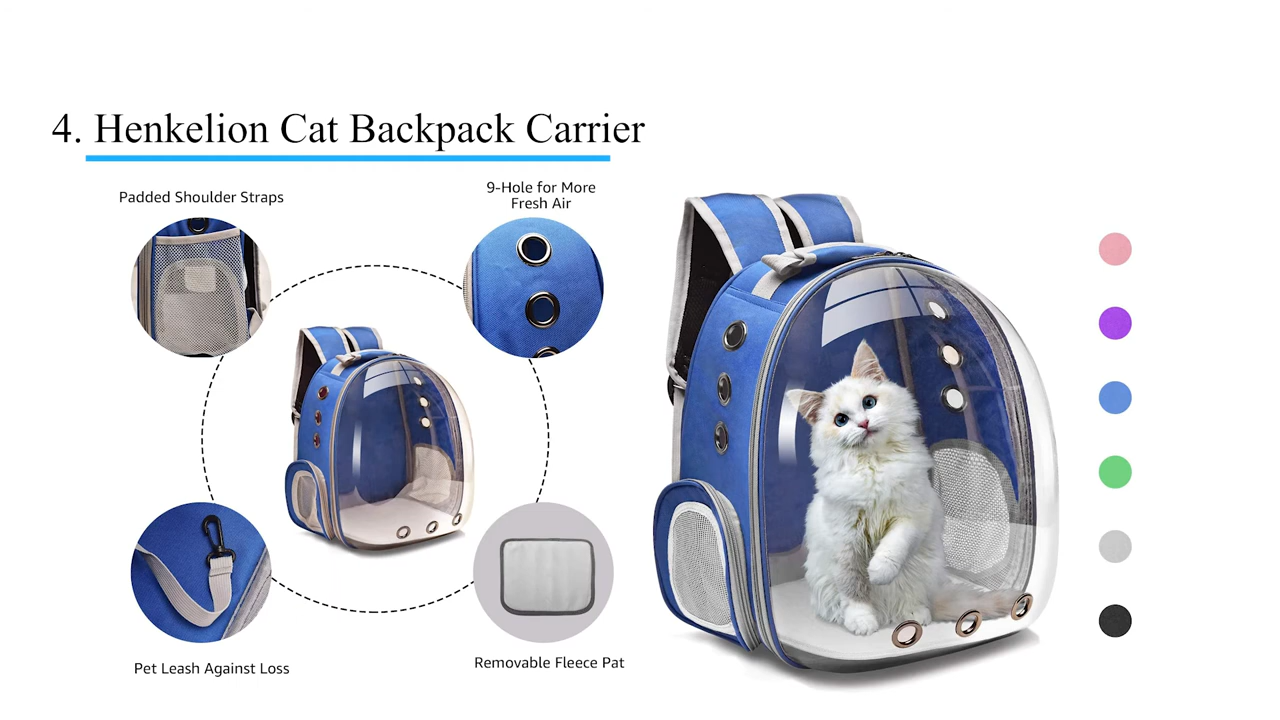 4. Henkelion Cat Backpack Carrier
Padded Shoulder Straps
9-Hole for More
Fresh Air
Pet Leash Against Loss
Removable Fleece Pat